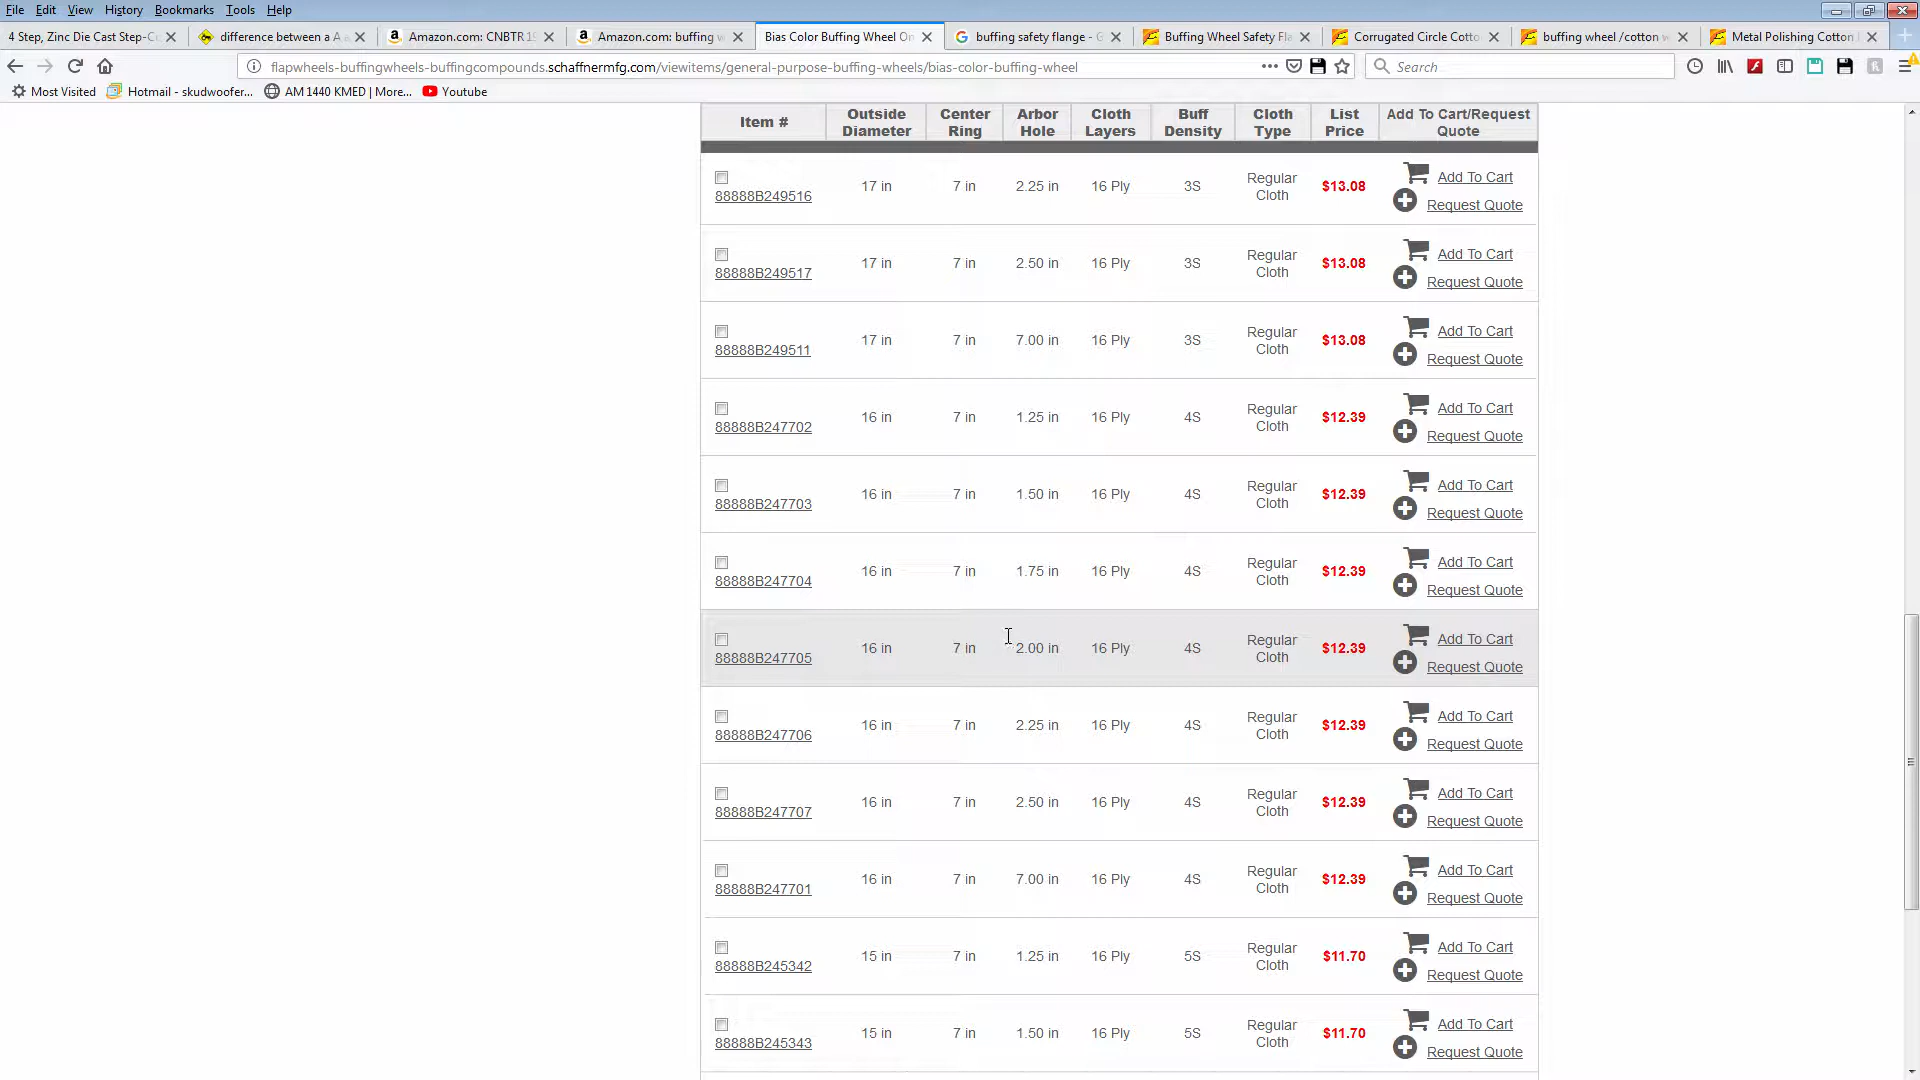 File Edit View History Bookmarks Tools Help
4 Step, Zinc Die Cast Step-C
difference between a A
Amazon.com: CNBTR 1
Amazon.com: buffing w
Bias Color Buffing Wheel On
buffing safety flange - G
Buffing Wheel Safety Fl
Corrugated Circle Cotto
buffing wheel /cotton w
Metal Polishing Cotton
flapwheels-buffingwheels-buffingcompounds.schaffnermfg.com/viewitems/general-purpose-buffing-wheels/bias-color-buffing-wheel
Search
Most Visited Hotmail - skudwoofer... AM 1440 KMED | More... Youtube
Item # Outside Diameter Center Ring Arbor Hole Cloth Layers Buff Density Cloth Type List Price Add To Cart/Request Quote
88888B249516 17 in 7 in 2.25 in 16 Ply 3S Regular Cloth $13.08 Add To Cart Request Quote
88888B249517 17 in 7 in 2.50 in 16 Ply 3S Regular Cloth $13.08 Add To Cart Request Quote
88888B249511 17 in 7 in 7.00 in 16 Ply 3S Regular Cloth $13.08 Add To Cart Request Quote
88888B247702 16 in 7 in 1.25 in 16 Ply 4S Regular Cloth $12.39 Add To Cart Request Quote
88888B247703 16 in 7 in 1.50 in 16 Ply 4S Regular Cloth $12.39 Add To Cart Request Quote
88888B247704 16 in 7 in 1.75 in 16 Ply 4S Regular Cloth $12.39 Add To Cart Request Quote
88888B247705 16 in 7 in 2.00 in 16 Ply 4S Regular Cloth $12.39 Add To Cart Request Quote
88888B247706 16 in 7 in 2.25 in 16 Ply 4S Regular Cloth $12.39 Add To Cart Request Quote
88888B247707 16 in 7 in 2.50 in 16 Ply 4S Regular Cloth $12.39 Add To Cart Request Quote
88888B247701 16 in 7 in 7.00 in 16 Ply 4S Regular Cloth $12.39 Add To Cart Request Quote
88888B245342 15 in 7 in 1.25 in 16 Ply 5S Regular Cloth $11.70 Add To Cart Request Quote
88888B245343 15 in 7 in 1.50 in 16 Ply 5S Regular Cloth $11.70 Add To Cart Request Quote